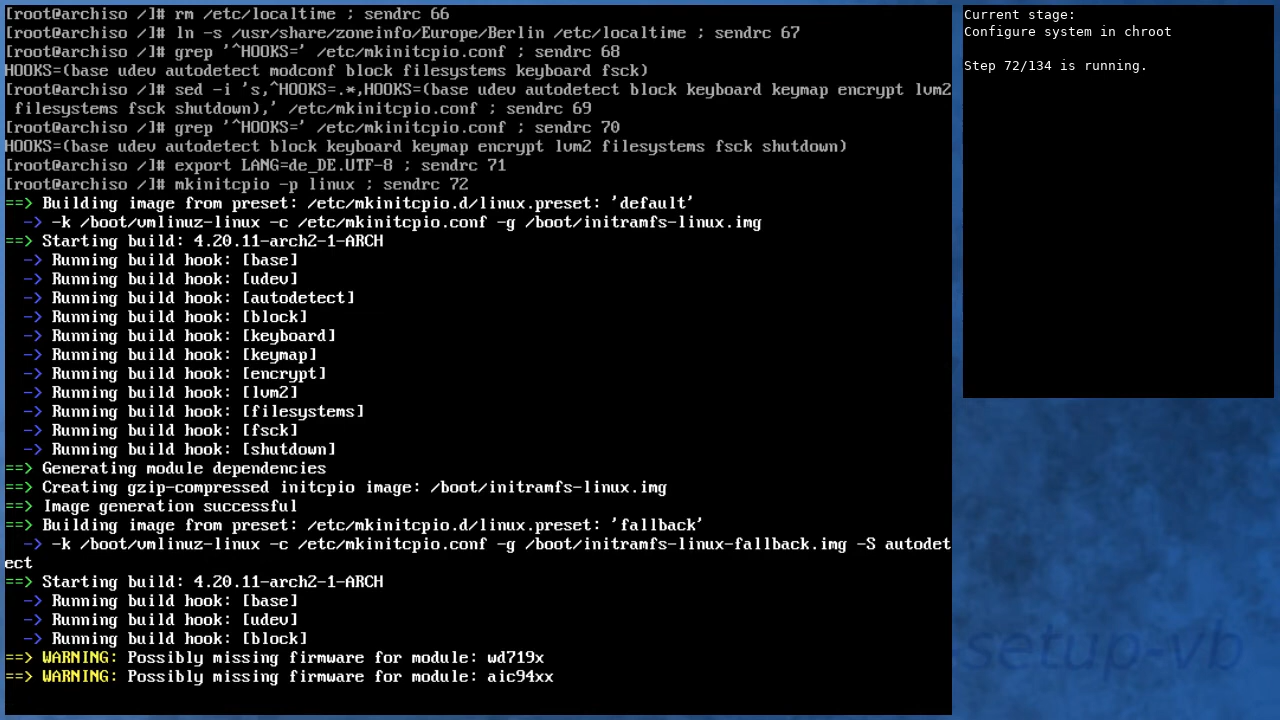 [root@archiso /]# rm /etc/localtime ; sendrc 66
[root@archiso /]# ln -s /usr/share/zoneinfo/Europe/Berlin /etc/localtime ; sendrc 67
[root@archiso /]# grep '^HOOKS=' /etc/mkinitcpio.conf ; sendrc 68
HOOKS=(base udev autodetect modconf block filesystems keyboard fsck)
[root@archiso /]# sed -i 's,^HOOKS=.*,HOOKS=(base udev autodetect block keyboard keymap encrypt lvm2
 filesystems fsck shutdown),' /etc/mkinitcpio.conf ; sendrc 69
[root@archiso /]# grep '^HOOKS=' /etc/mkinitcpio.conf ; sendrc 70
HOOKS=(base udev autodetect block keyboard keymap encrypt lvm2 filesystems fsck shutdown)
[root@archiso /]# export LANG=de_DE.UTF-8 ; sendrc 71
[root@archiso /]# mkinitcpio -p linux ; sendrc 72
==> Building image from preset: /etc/mkinitcpio.d/linux.preset: 'default'
  -> -k /boot/vmlinuz-linux -c /etc/mkinitcpio.conf -g /boot/initramfs-linux.img
==> Starting build: 4.20.11-arch2-1-ARCH
  -> Running build hook: [base]
  -> Running build hook: [udev]
  -> Running build hook: [autodetect]
  -> Running build hook: [block]
  -> Running build hook: [keyboard]
  -> Running build hook: [keymap]
  -> Running build hook: [encrypt]
  -> Running build hook: [lvm2]
  -> Running build hook: [filesystems]
  -> Running build hook: [fsck]
  -> Running build hook: [shutdown]
==> Generating module dependencies
==> Creating gzip-compressed initcpio image: /boot/initramfs-linux.img
==> Image generation successful
==> Building image from preset: /etc/mkinitcpio.d/linux.preset: 'fallback'
  -> -k /boot/vmlinuz-linux -c /etc/mkinitcpio.conf -g /boot/initramfs-linux-fallback.img -S autodet
ect
==> Starting build: 4.20.11-arch2-1-ARCH
  -> Running build hook: [base]
  -> Running build hook: [udev]
  -> Running build hook: [block]
==> WARNING: Possibly missing firmware for module: wd719x
==> WARNING: Possibly missing firmware for module: aic94xx
Current stage:
Configure system in chroot
Step 72/134 is running.
setup-vb